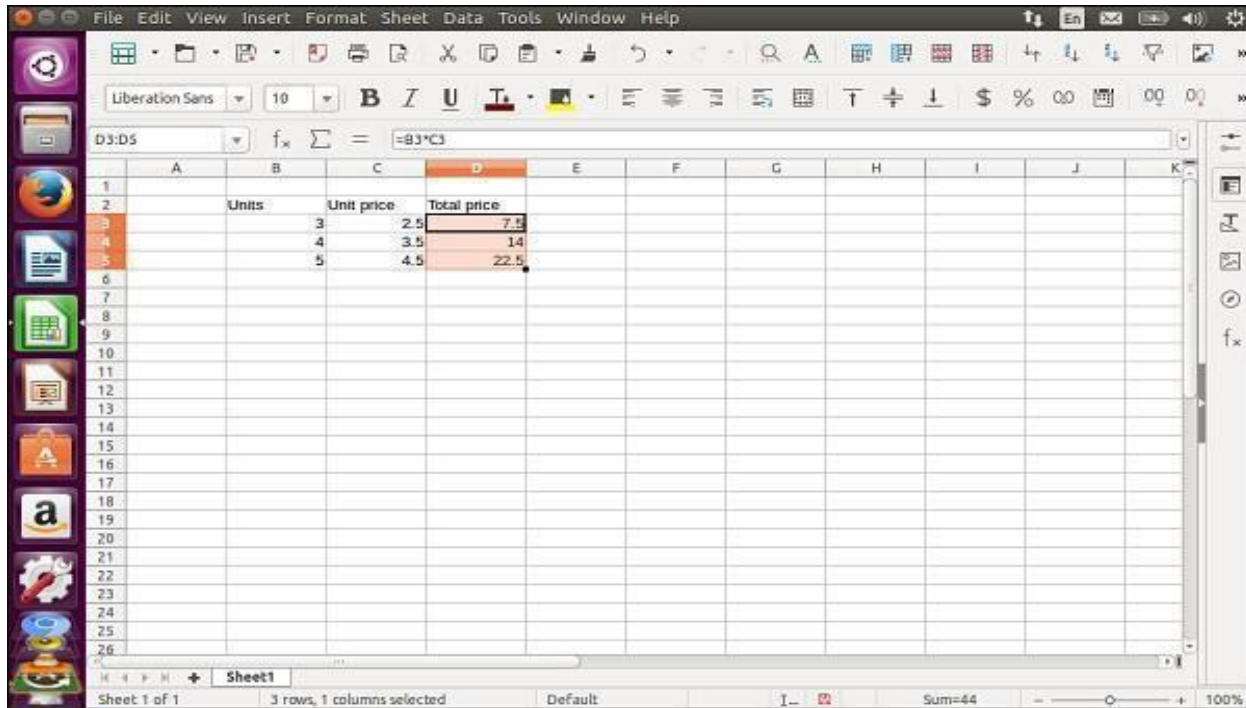 File Edit View Insert Format Sheet Data Tools Window Help En
Liberation Sans 10 B I U $ %
D3:D5 fx Σ = =B3*C3
A B C D E F G H I J K
1
2 Units Unit price Total price
3 3 2.5 7.5
4 4 3.5 14
5 5 4.5 22.5
6
7
8
9
10
11
12
13
14
15
16
17
18
19
20
21
22
23
24
25
26
Sheet1
Sheet 1 of 1 3 rows, 1 columns selected Default Sum=44 100%